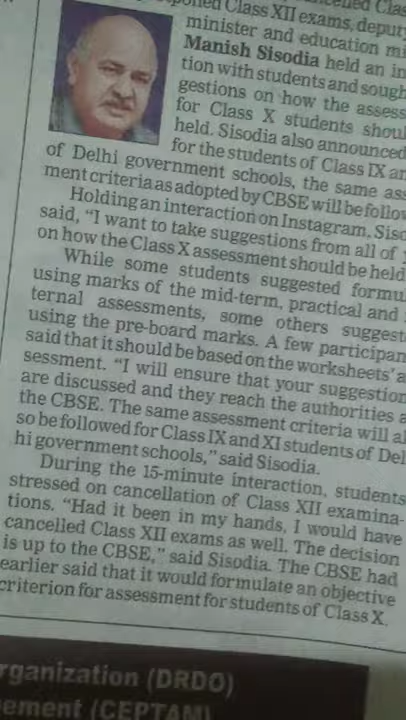 Class XII exams, deputy
minister and education
Manish Sisodia held an in
tion with students and sough
gestions on how the assess
for Class X students shoul
held. Sisodia also announced
for the students of Class IX an
of Delhi government schools, the same ass
ment criteria as adopted by CBSE will be follow
Holding an interaction on Instagram, Siso
said, “I want to take suggestions from all of
on how the Class X assessment should be held
While some students suggested formul
using marks of the mid-term, practical and
ternal assessments, some others suggest
using the pre-board marks. A few participan
said that it should be based on the worksheets’ a
sessment. “I will ensure that your suggestion
are discussed and they reach the authorities a
the CBSE. The same assessment criteria will al
so be followed for Class IX and XI students of Del
hi government schools,” said Sisodia.
During the 15-minute interaction, students
stressed on cancellation of Class XII examina-
tions. “Had it been in my hands, I would have
cancelled Class XII exams as well. The decision
is up to the CBSE,” said Sisodia. The CBSE had
earlier said that it would formulate an objective
criterion for assessment for students of Class X.
rganization (DRDO)
ement (CEPTAM)